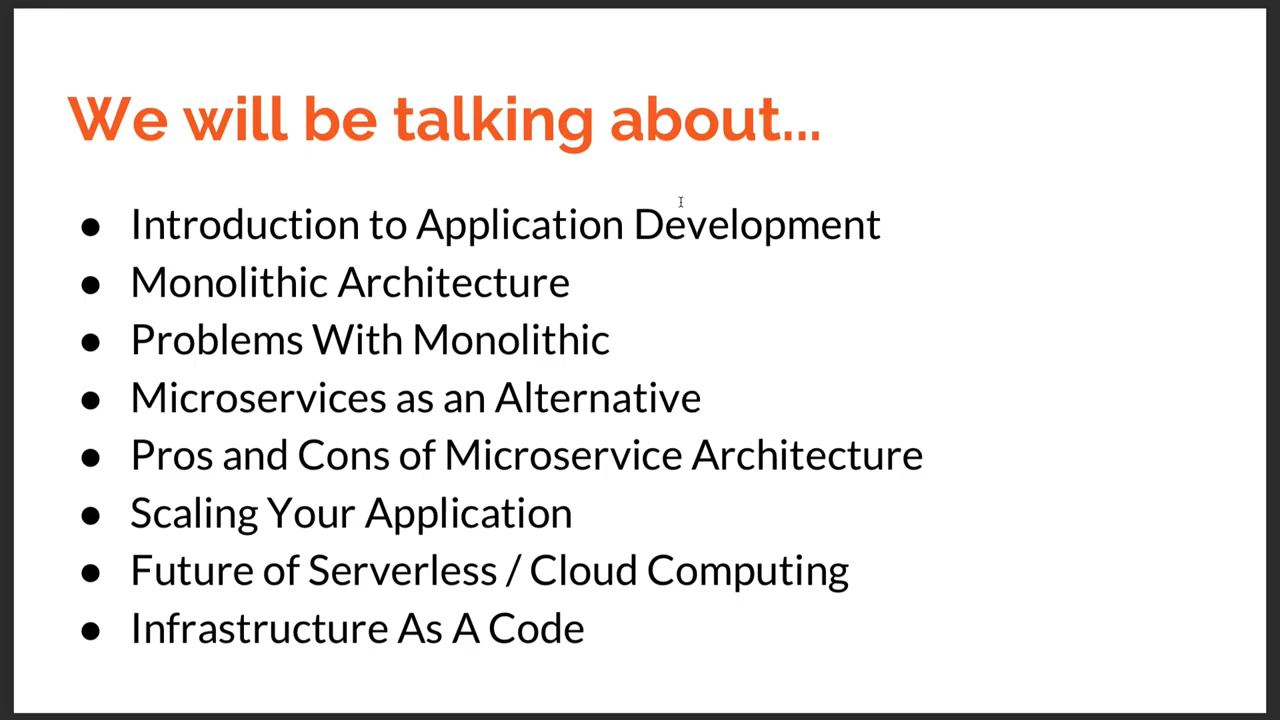 We will be talking about...
● Introduction to Application Development
● Monolithic Architecture
● Problems With Monolithic
● Microservices as an Alternative
● Pros and Cons of Microservice Architecture
● Scaling Your Application
● Future of Serverless / Cloud Computing
● Infrastructure As A Code